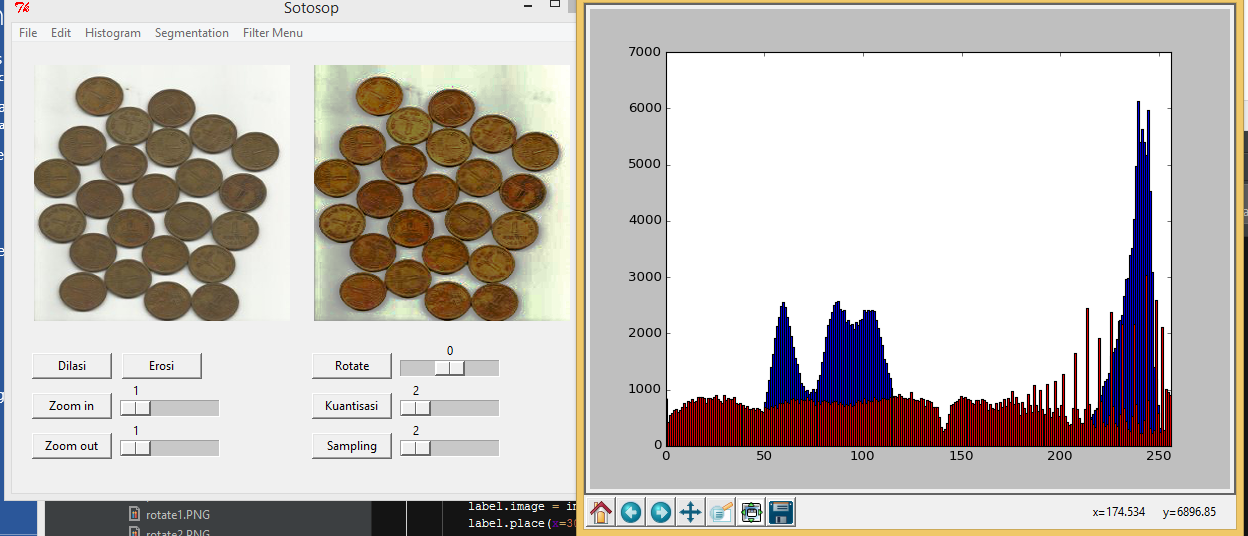 Sotosop
File Edit Histogram Segmentation Filter Menu
Dilasi Erosi
Rotate 0
Zoom in 1
Kuantisasi 2
Zoom out 1
Sampling 2
7000
6000
5000
4000
3000
2000
1000
0
0 50 100 150 200 250
x=174.534 y=6896.85
rotate1.PNG
rotate2.PNG
label.image = 
label.place(x=30